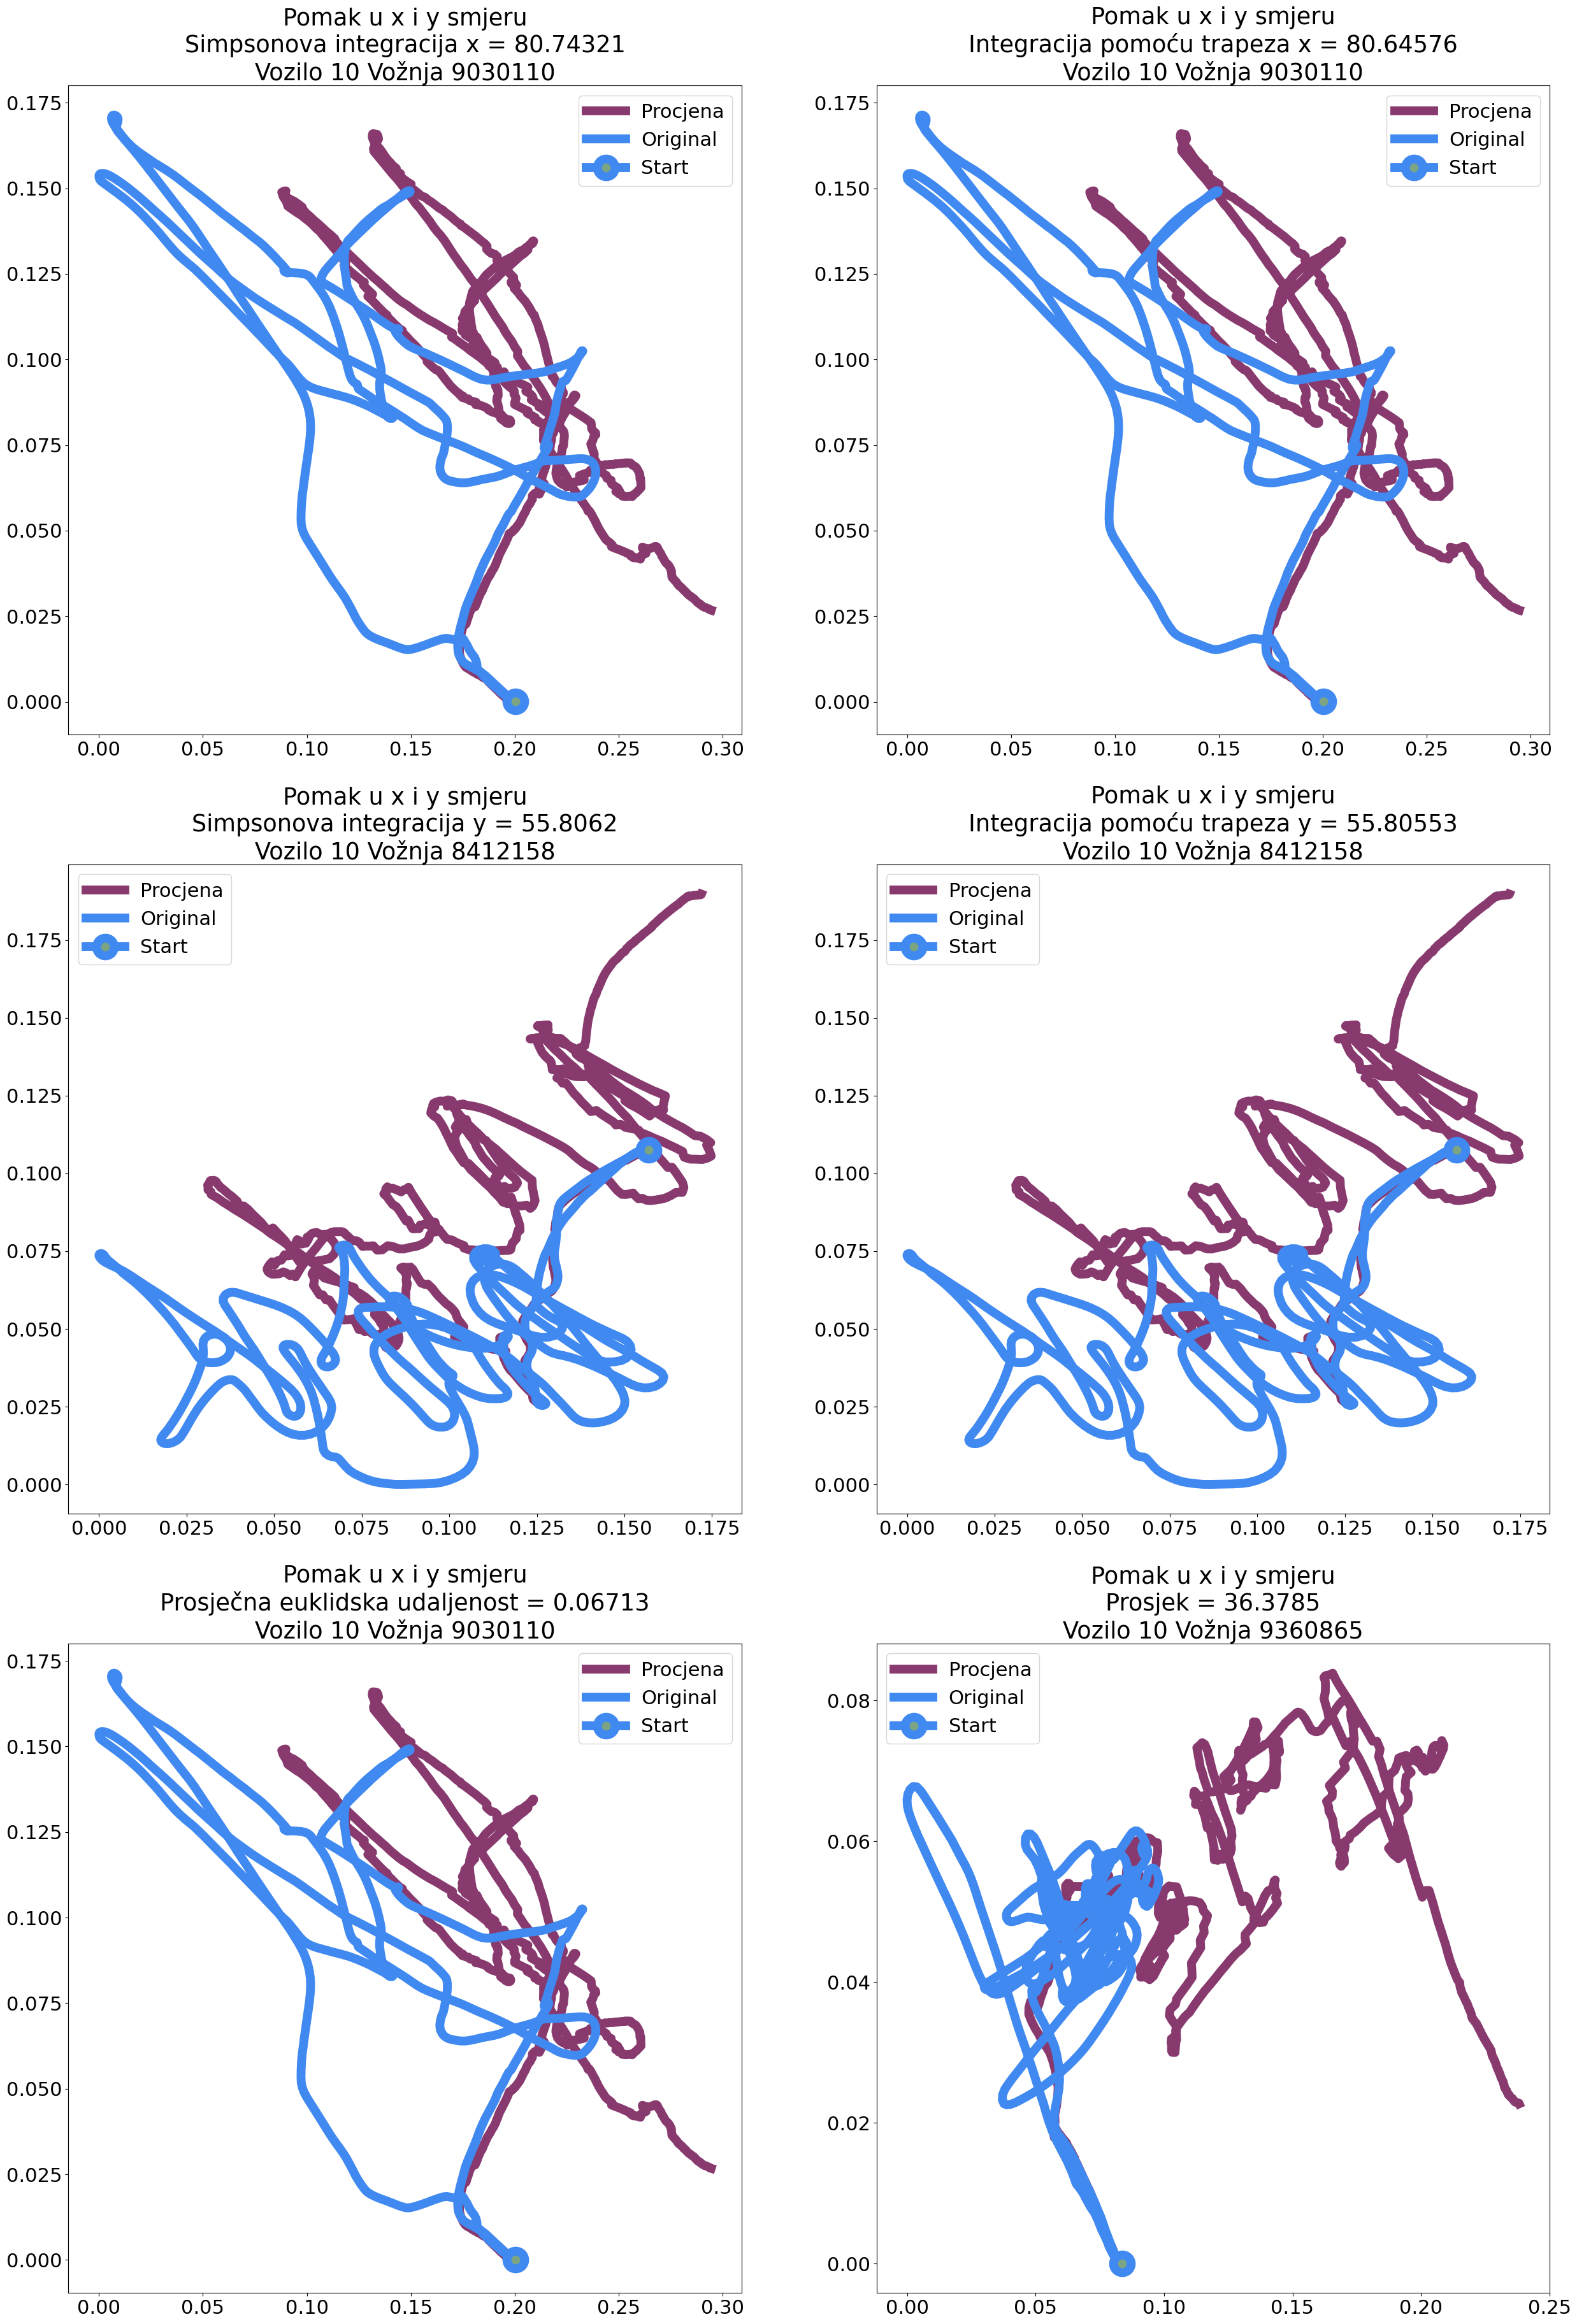 Pomak u x i y smjeru
Simpsonova integracija x = 80.74321
Vozilo 10 Vožnja 9030110
Procjena
Original
Start
0.175
0.150
0.125
0.100
0.075
0.050
0.025
0.000
0.00 0.05 0.10 0.15 0.20 0.25 0.30
Pomak u x i y smjeru
Integracija pomoću trapeza x = 80.64576
Vozilo 10 Vožnja 9030110
Procjena
Original
Start
0.175
0.150
0.125
0.100
0.075
0.050
0.025
0.000
0.00 0.05 0.10 0.15 0.20 0.25 0.30
Pomak u x i y smjeru
Simpsonova integracija y = 55.8062
Vozilo 10 Vožnja 8412158
Procjena
Original
Start
0.175
0.150
0.125
0.100
0.075
0.050
0.025
0.000
0.000 0.025 0.050 0.075 0.100 0.125 0.150 0.175
Pomak u x i y smjeru
Integracija pomoću trapeza y = 55.80553
Vozilo 10 Vožnja 8412158
Procjena
Original
Start
0.175
0.150
0.125
0.100
0.075
0.050
0.025
0.000
0.000 0.025 0.050 0.075 0.100 0.125 0.150 0.175
Pomak u x i y smjeru
Prosječna euklidska udaljenost = 0.06713
Vozilo 10 Vožnja 9030110
Procjena
Original
Start
0.175
0.150
0.125
0.100
0.075
0.050
0.025
0.000
0.00 0.05 0.10 0.15 0.20 0.25 0.30
Pomak u x i y smjeru
Prosjek = 36.3785
Vozilo 10 Vožnja 9360865
Procjena
Original
Start
0.08
0.06
0.04
0.02
0.00
0.00 0.05 0.10 0.15 0.20 0.25